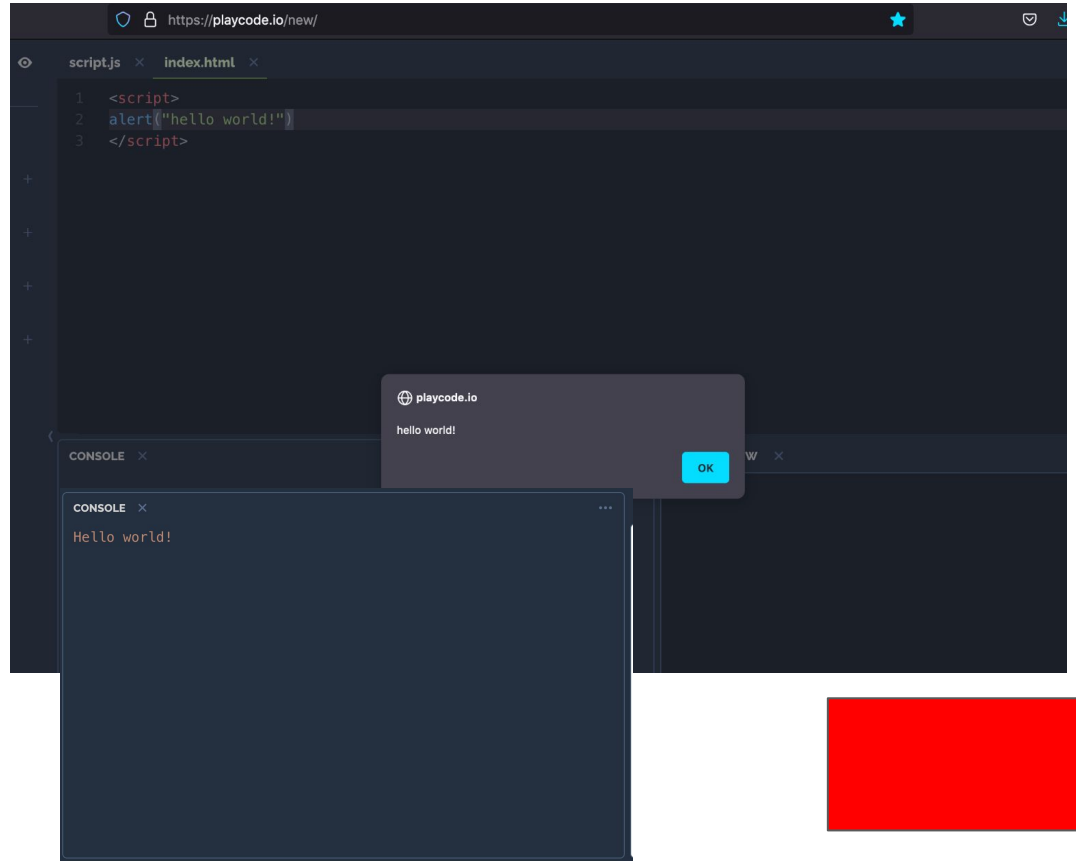 https://playcode.io/new/
script.js × index.html ×
1 <script>
2 alert("hello world!")
3 </script>
playcode.io
hello world!
OK
CONSOLE ×
W ×
CONSOLE × ...
Hello world!